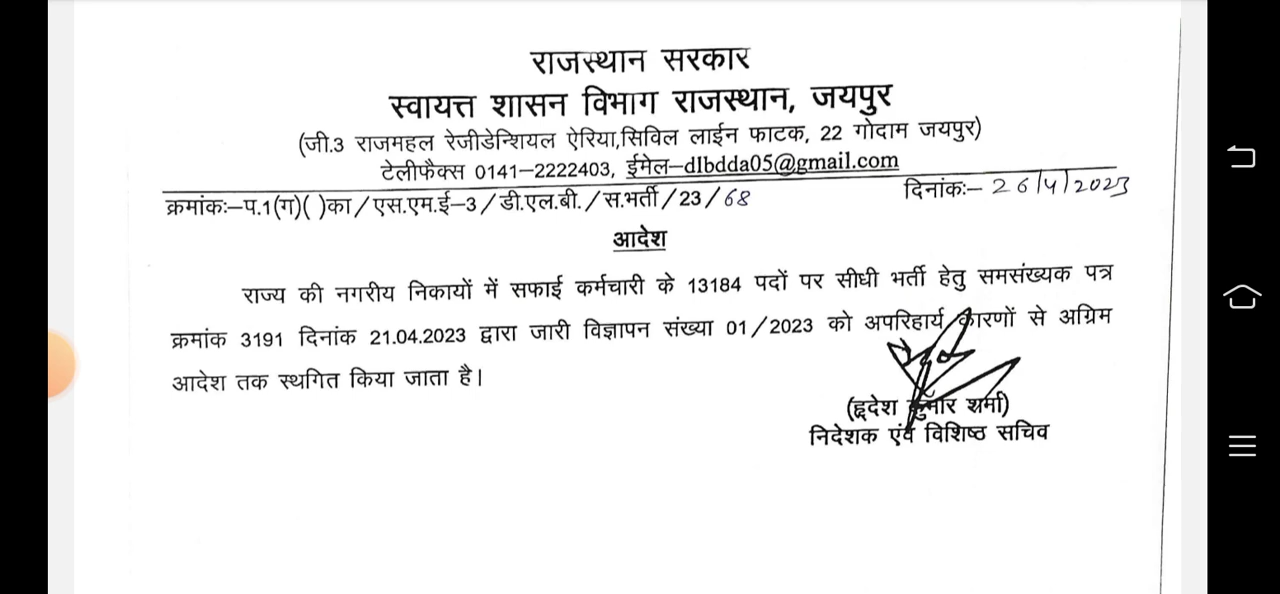 राजस्थान सरकार
स्वायत्त शासन विभाग राजस्थान, जयपुर
(जी.3 राजमहल रेजीडेन्शियल ऐरिया,सिविल लाईन फाटक, 22 गोदाम जयपुर)
टेलीफैक्स 0141–2222403, ईमेल–dlbdda05@gmail.com
क्रमांकः–प.1(ग)( )का/एस.एम.ई–3/डी.एल.बी./स.भर्ती/23/68 दिनांकः– 26/4/2023
आदेश
राज्य की नगरीय निकायों में सफाई कर्मचारी के 13184 पदों पर सीधी भर्ती हेतु समसंख्यक पत्र
क्रमांक 3191 दिनांक 21.04.2023 द्वारा जारी विज्ञापन संख्या 01/2023 को अपरिहार्य कारणों से अग्रिम
आदेश तक स्थगित किया जाता है।
(हृदेश कुमार शर्मा)
निदेशक एंव विशिष्ठ सचिव